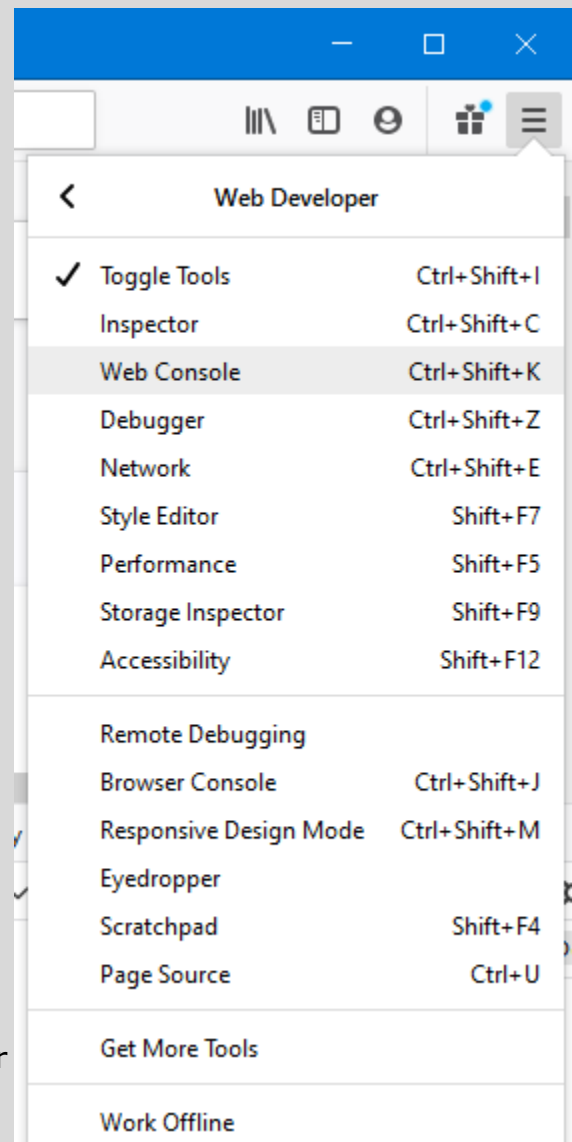 Web Developer
Toggle Tools Ctrl+Shift+I
Inspector Ctrl+Shift+C
Web Console Ctrl+Shift+K
Debugger Ctrl+Shift+Z
Network Ctrl+Shift+E
Style Editor Shift+F7
Performance Shift+F5
Storage Inspector Shift+F9
Accessibility Shift+F12
Remote Debugging
Browser Console Ctrl+Shift+J
Responsive Design Mode Ctrl+Shift+M
Eyedropper
Scratchpad Shift+F4
Page Source Ctrl+U
Get More Tools
Work Offline